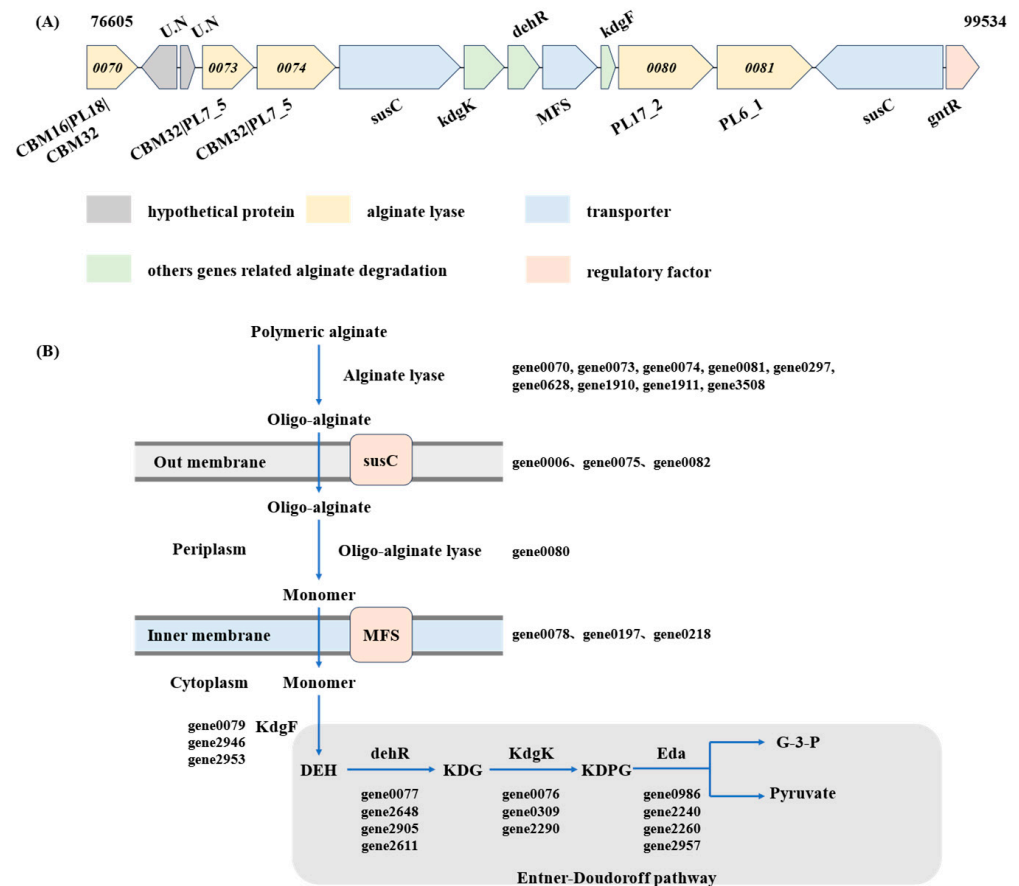 (A)
76605
U.N
U.N
dehR
kdgF
99534
0070
0073
0074
0080
0081
CBM16|PL18|
CBM32
CBM32|PL7_5
CBM32|PL7_5
susC
kdgK
MFS
PL17_2
PL6_1
susC
gntR
hypothetical protein
alginate lyase
transporter
others genes related alginate degradation
regulatory factor
(B)
Polymeric alginate
Alginate lyase
gene0070, gene0073, gene0074, gene0081, gene0297,
gene0628, gene1910, gene1911, gene3508
Oligo-alginate
Out membrane
susC
gene0006、gene0075、gene0082
Oligo-alginate
Periplasm
Oligo-alginate lyase
gene0080
Monomer
Inner membrane
MFS
gene0078、gene0197、gene0218
Cytoplasm
Monomer
gene0079
gene2946
gene2953
KdgF
DEH
dehR
gene0077
gene2648
gene2905
gene2611
KDG
KdgK
gene0076
gene0309
gene2290
KDPG
Eda
gene0986
gene2240
gene2260
gene2957
G-3-P
Pyruvate
Entner-Doudoroff pathway